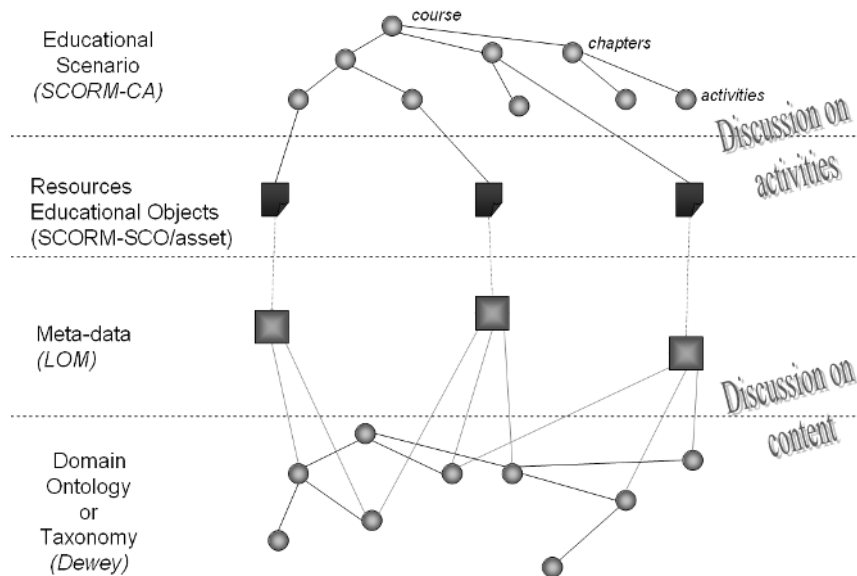 Educational
Scenario
(SCORM-CA)
course
chapters
activities
Discussion on
activities
Resources
Educational Objects
(SCORM-SCO/asset)
Meta-data
(LOM)
Discussion on
content
Domain
Ontology
or
Taxonomy
(Dewey)